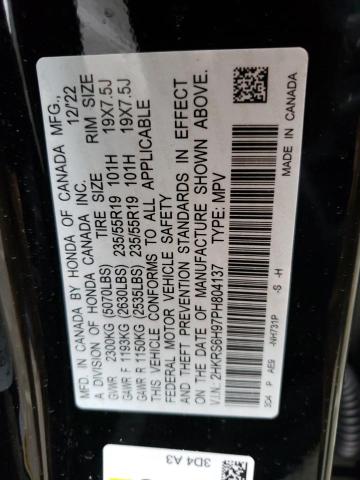 MFD. IN CANADA BY HONDA OF CANADA MFG.,
A DIVISION OF HONDA CANADA INC. 12/22
TIRE SIZE RIM SIZE
GVWR 2300KG (5070LBS)
GAWR F 1193KG (2630LBS) 235/55R19 101H 19X7.5J
GAWR R 1150KG (2535LBS) 235/55R19 101H 19X7.5J
THIS VEHICLE CONFORMS TO ALL APPLICABLE
FEDERAL MOTOR VEHICLE SAFETY
AND THEFT PREVENTION STANDARDS IN EFFECT
ON THE DATE OF MANUFACTURE SHOWN ABOVE.
V.I.N: 2HKRS6H97PH804137 TYPE: MPV
3D4 P AE9 -NH731P -S -H MADE IN CANADA
3D4 A3